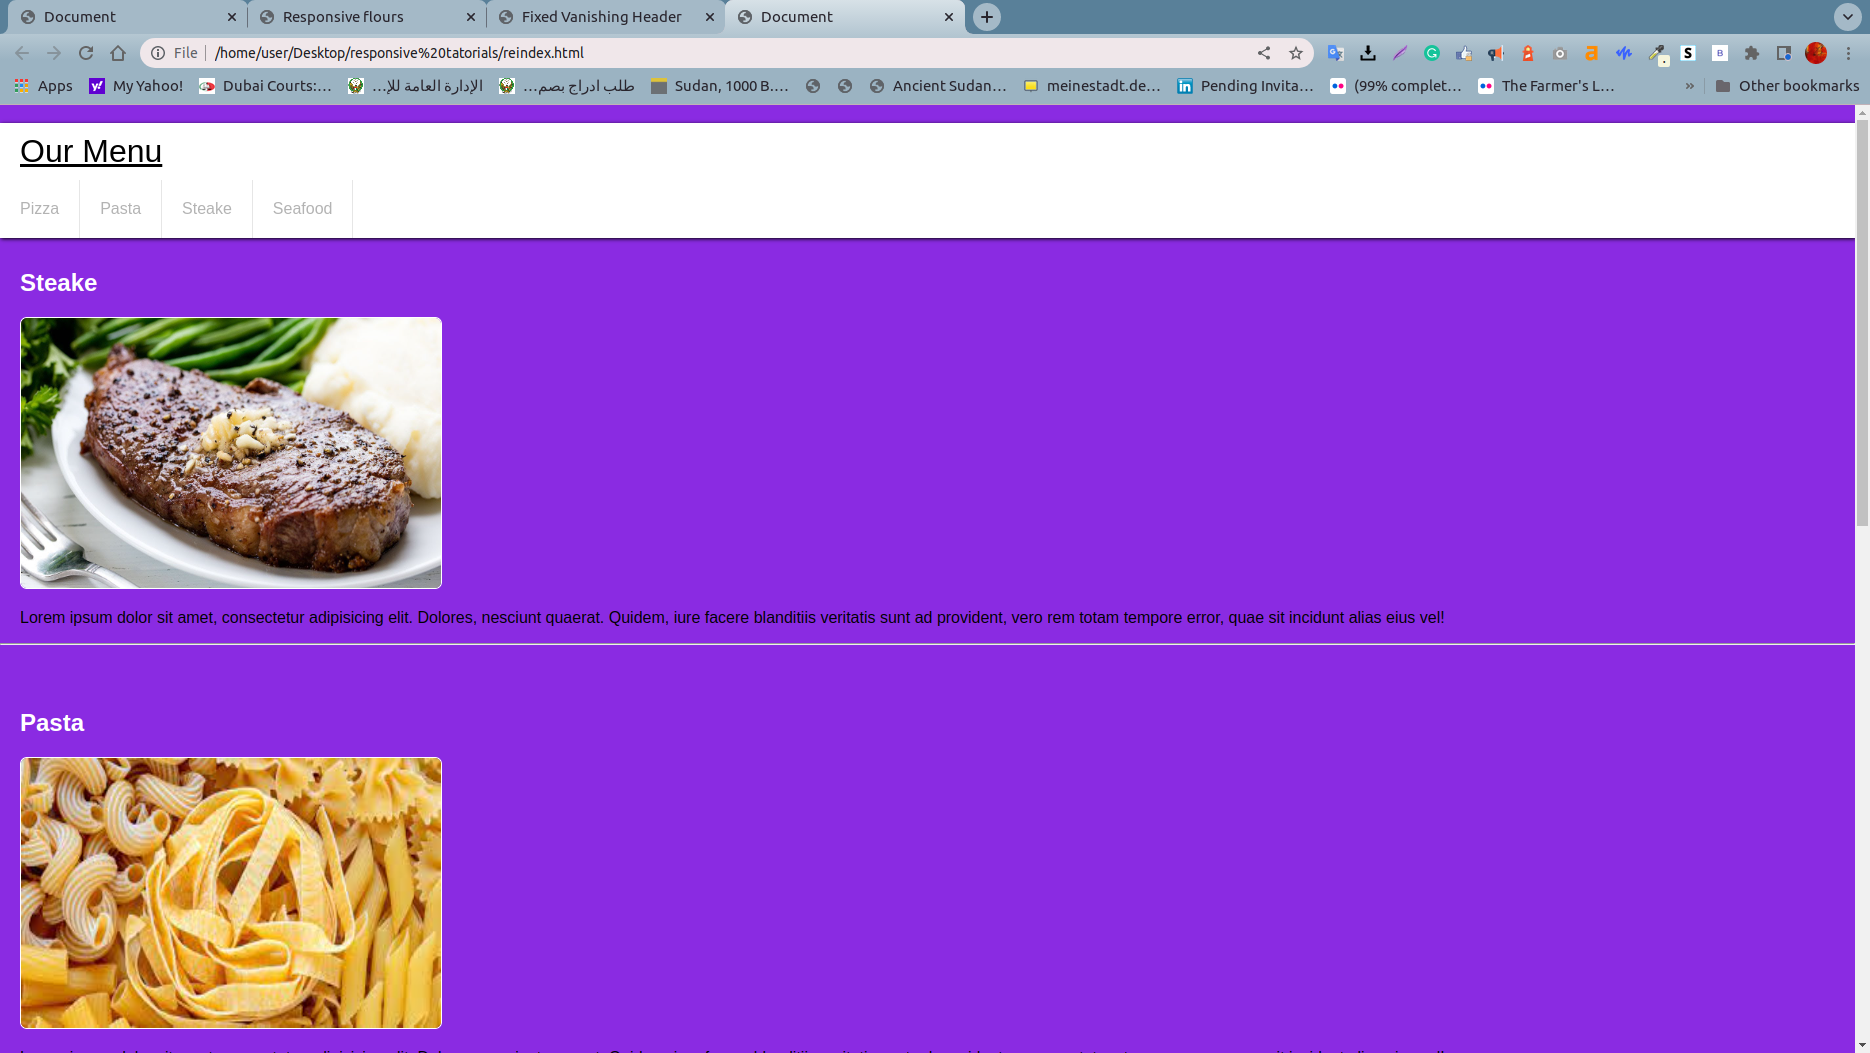 Document
Responsive flours
Fixed Vanishing Header
Document
File
/home/user/Desktop/responsive%20tatorials/reindex.html
Apps
My Yahoo!
Dubai Courts:...
الإدارة العامة للإ...
طلب ادراج بصم...
Sudan, 1000 B....
Ancient Sudan...
meinestadt.de...
Pending Invita...
(99% complet...
The Farmer's L...
»
Other bookmarks
Our Menu
Pizza
Pasta
Steake
Seafood
Steake
Lorem ipsum dolor sit amet, consectetur adipisicing elit. Dolores, nesciunt quaerat. Quidem, iure facere blanditiis veritatis sunt ad provident, vero rem totam tempore error, quae sit incidunt alias eius vel!
Pasta